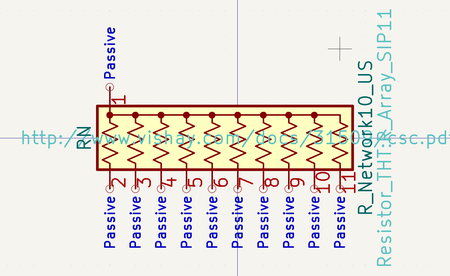 Passive
1
RN
http://www.vishay.com/docs/31509/csc.pdf
2
3
4
5
6
7
8
9
10
11
Passive
Passive
Passive
Passive
Passive
Passive
Passive
Passive
Passive
Passive
R_Network10_US
Resistor_THT:R_Array_SIP11